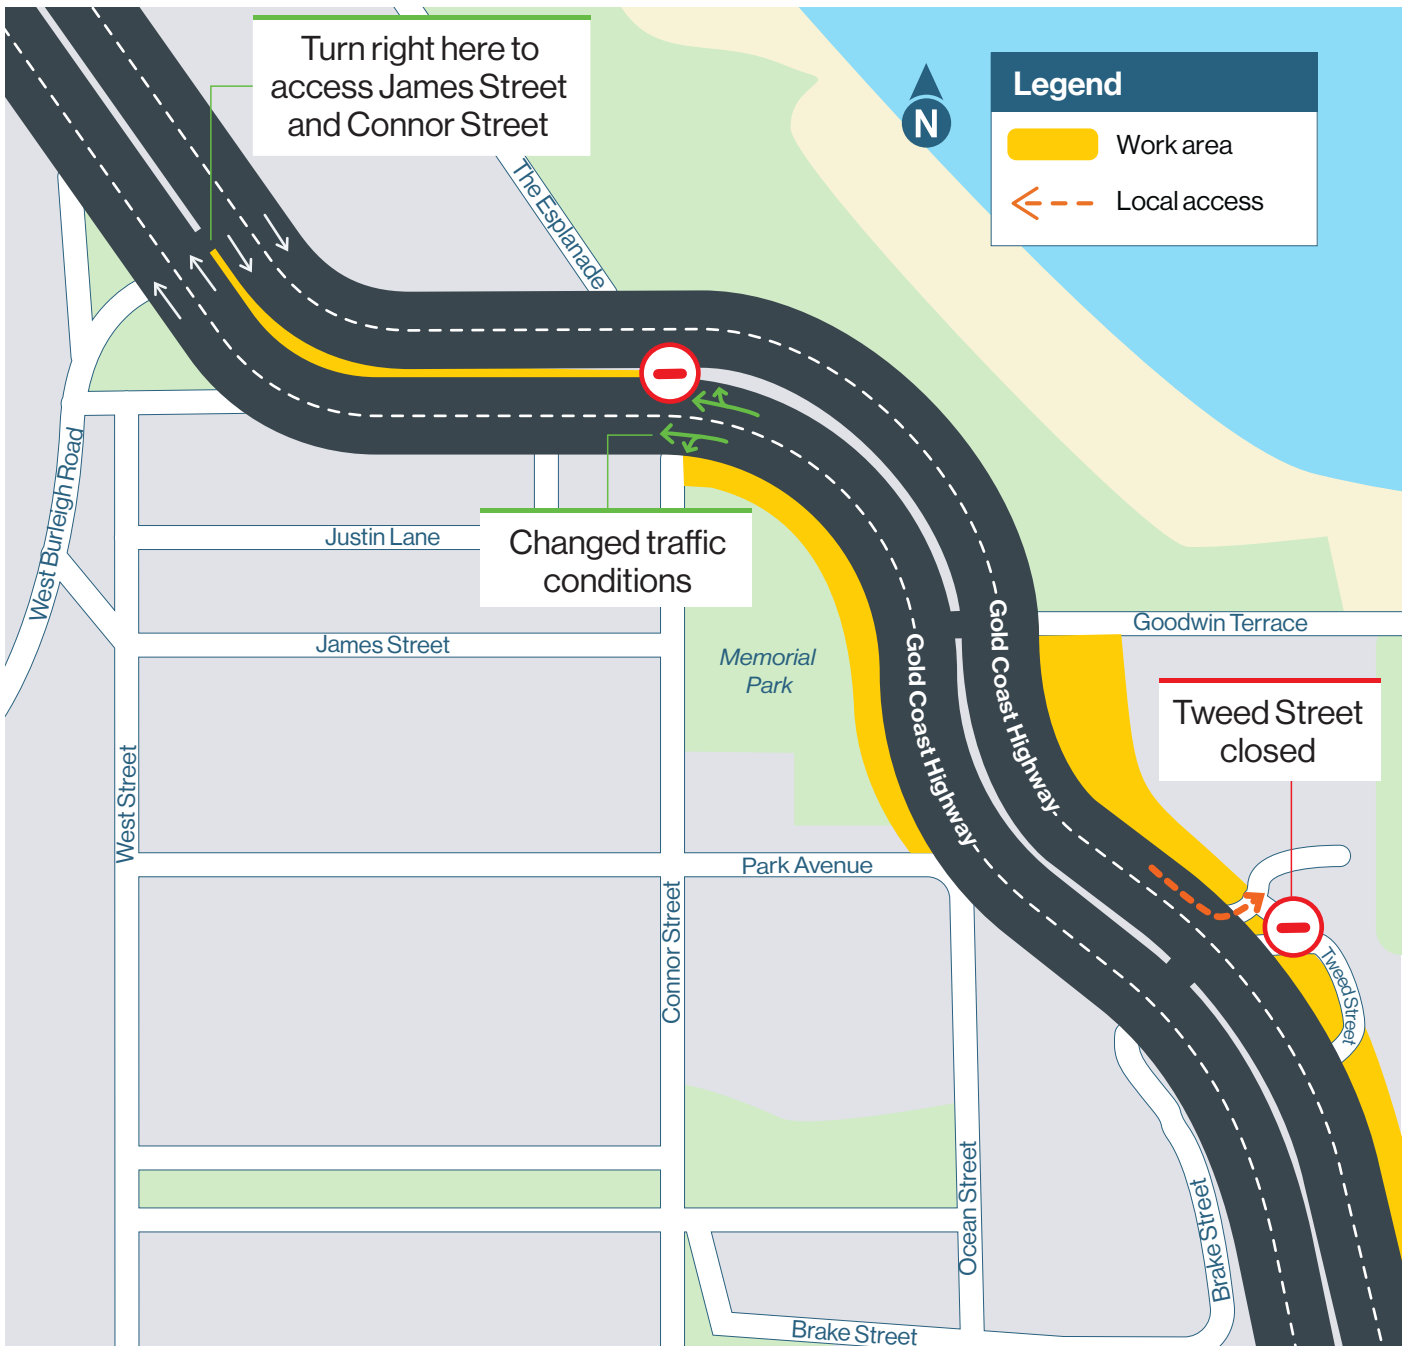 Turn right here to
access James Street
and Connor Street
N
Legend
Work area
Local access
The Esplanade
West Burleigh Road
Justin Lane
Changed traffic
conditions
James Street
Memorial
Park
Gold Coast Highway
Gold Coast Highway
Goodwin Terrace
Tweed Street
closed
West Street
Park Avenue
Connor Street
Tweed Street
Ocean Street
Brake Street
Brake Street